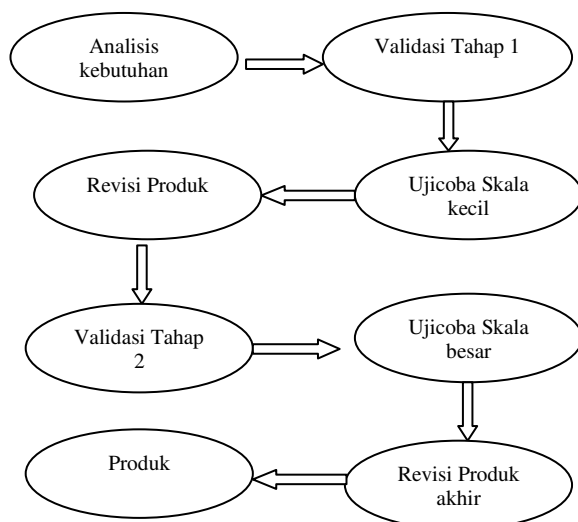 Analisis
kebutuhan
Validasi Tahap 1
Ujicoba Skala
kecil
Revisi Produk
Validasi Tahap
2
Ujicoba Skala
besar
Revisi Produk
akhir
Produk